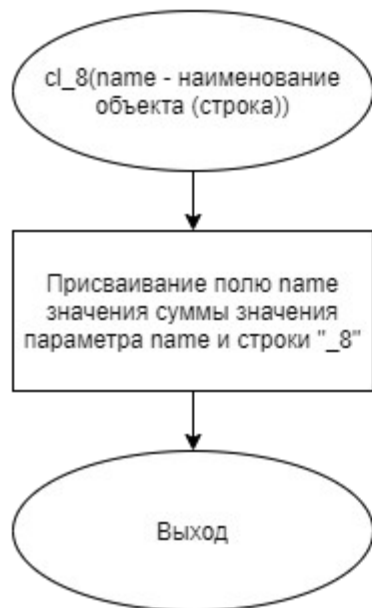 cl_8(name - наименование
объекта (строка))
Присваивание полю name
значения суммы значения
параметра name и строки "_8"
Выход